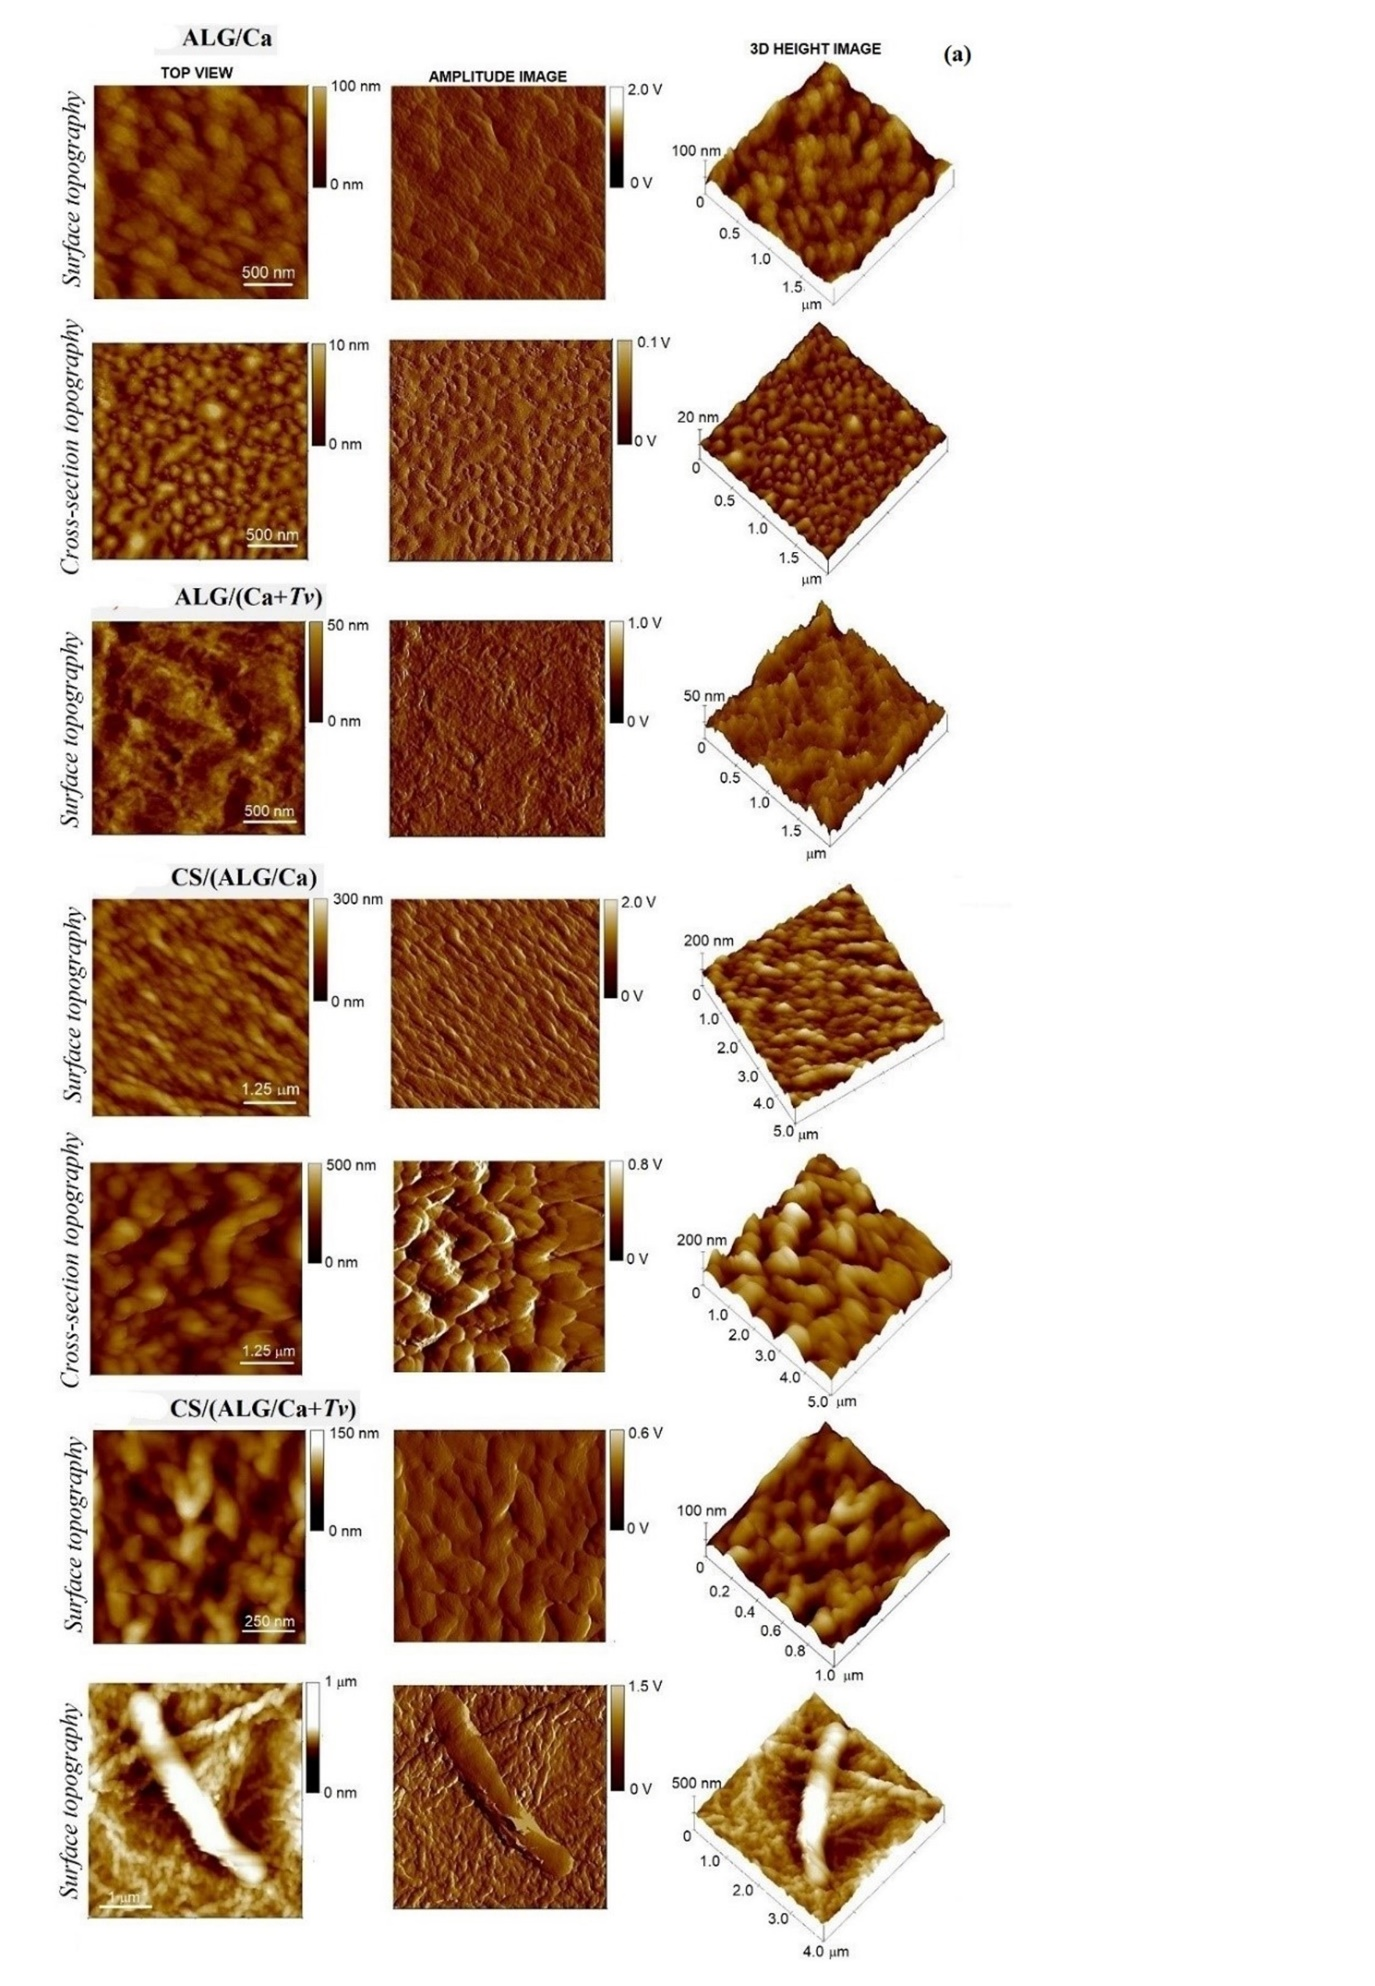 ALG/Ca
TOP VIEW
AMPLITUDE IMAGE
3D HEIGHT IMAGE
(a)
Surface topography
100 nm
0 nm
500 nm
2.0 V
0 V
100 nm
0
0.5
1.0
1.5
µm
Cross-section topography
10 nm
0 nm
500 nm
0.1 V
0 V
20 nm
0
0.5
1.0
1.5
µm
ALG/(Ca+Tv)
Surface topography
50 nm
0 nm
500 nm
1.0 V
0 V
50 nm
0
0.5
1.0
1.5
µm
CS/(ALG/Ca)
Surface topography
300 nm
0 nm
1.25 µm
2.0 V
0 V
200 nm
0
1.0
2.0
3.0
4.0
5.0 µm
Cross-section topography
500 nm
0 nm
1.25 µm
0.8 V
0 V
200 nm
0
1.0
2.0
3.0
4.0
5.0 µm
CS/(ALG/Ca+Tv)
Surface topography
150 nm
0 nm
250 nm
0.6 V
0 V
100 nm
0
0.2
0.4
0.6
0.8
1.0 µm
Surface topography
1 µm
0 nm
1 µm
1.5 V
0 V
500 nm
0
1.0
2.0
3.0
4.0 µm